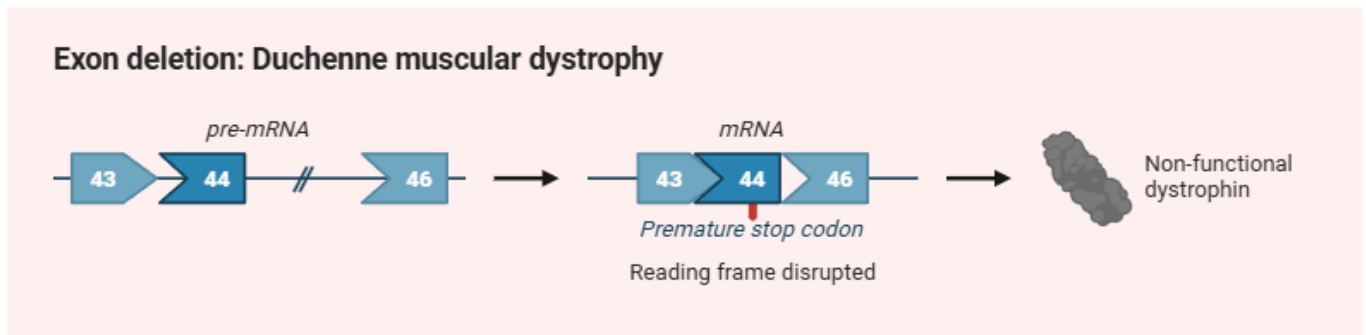 Exon deletion: Duchenne muscular dystrophy
pre-mRNA
mRNA
43
44
46
43
44
46
Non-functional
dystrophin
Premature stop codon
Reading frame disrupted